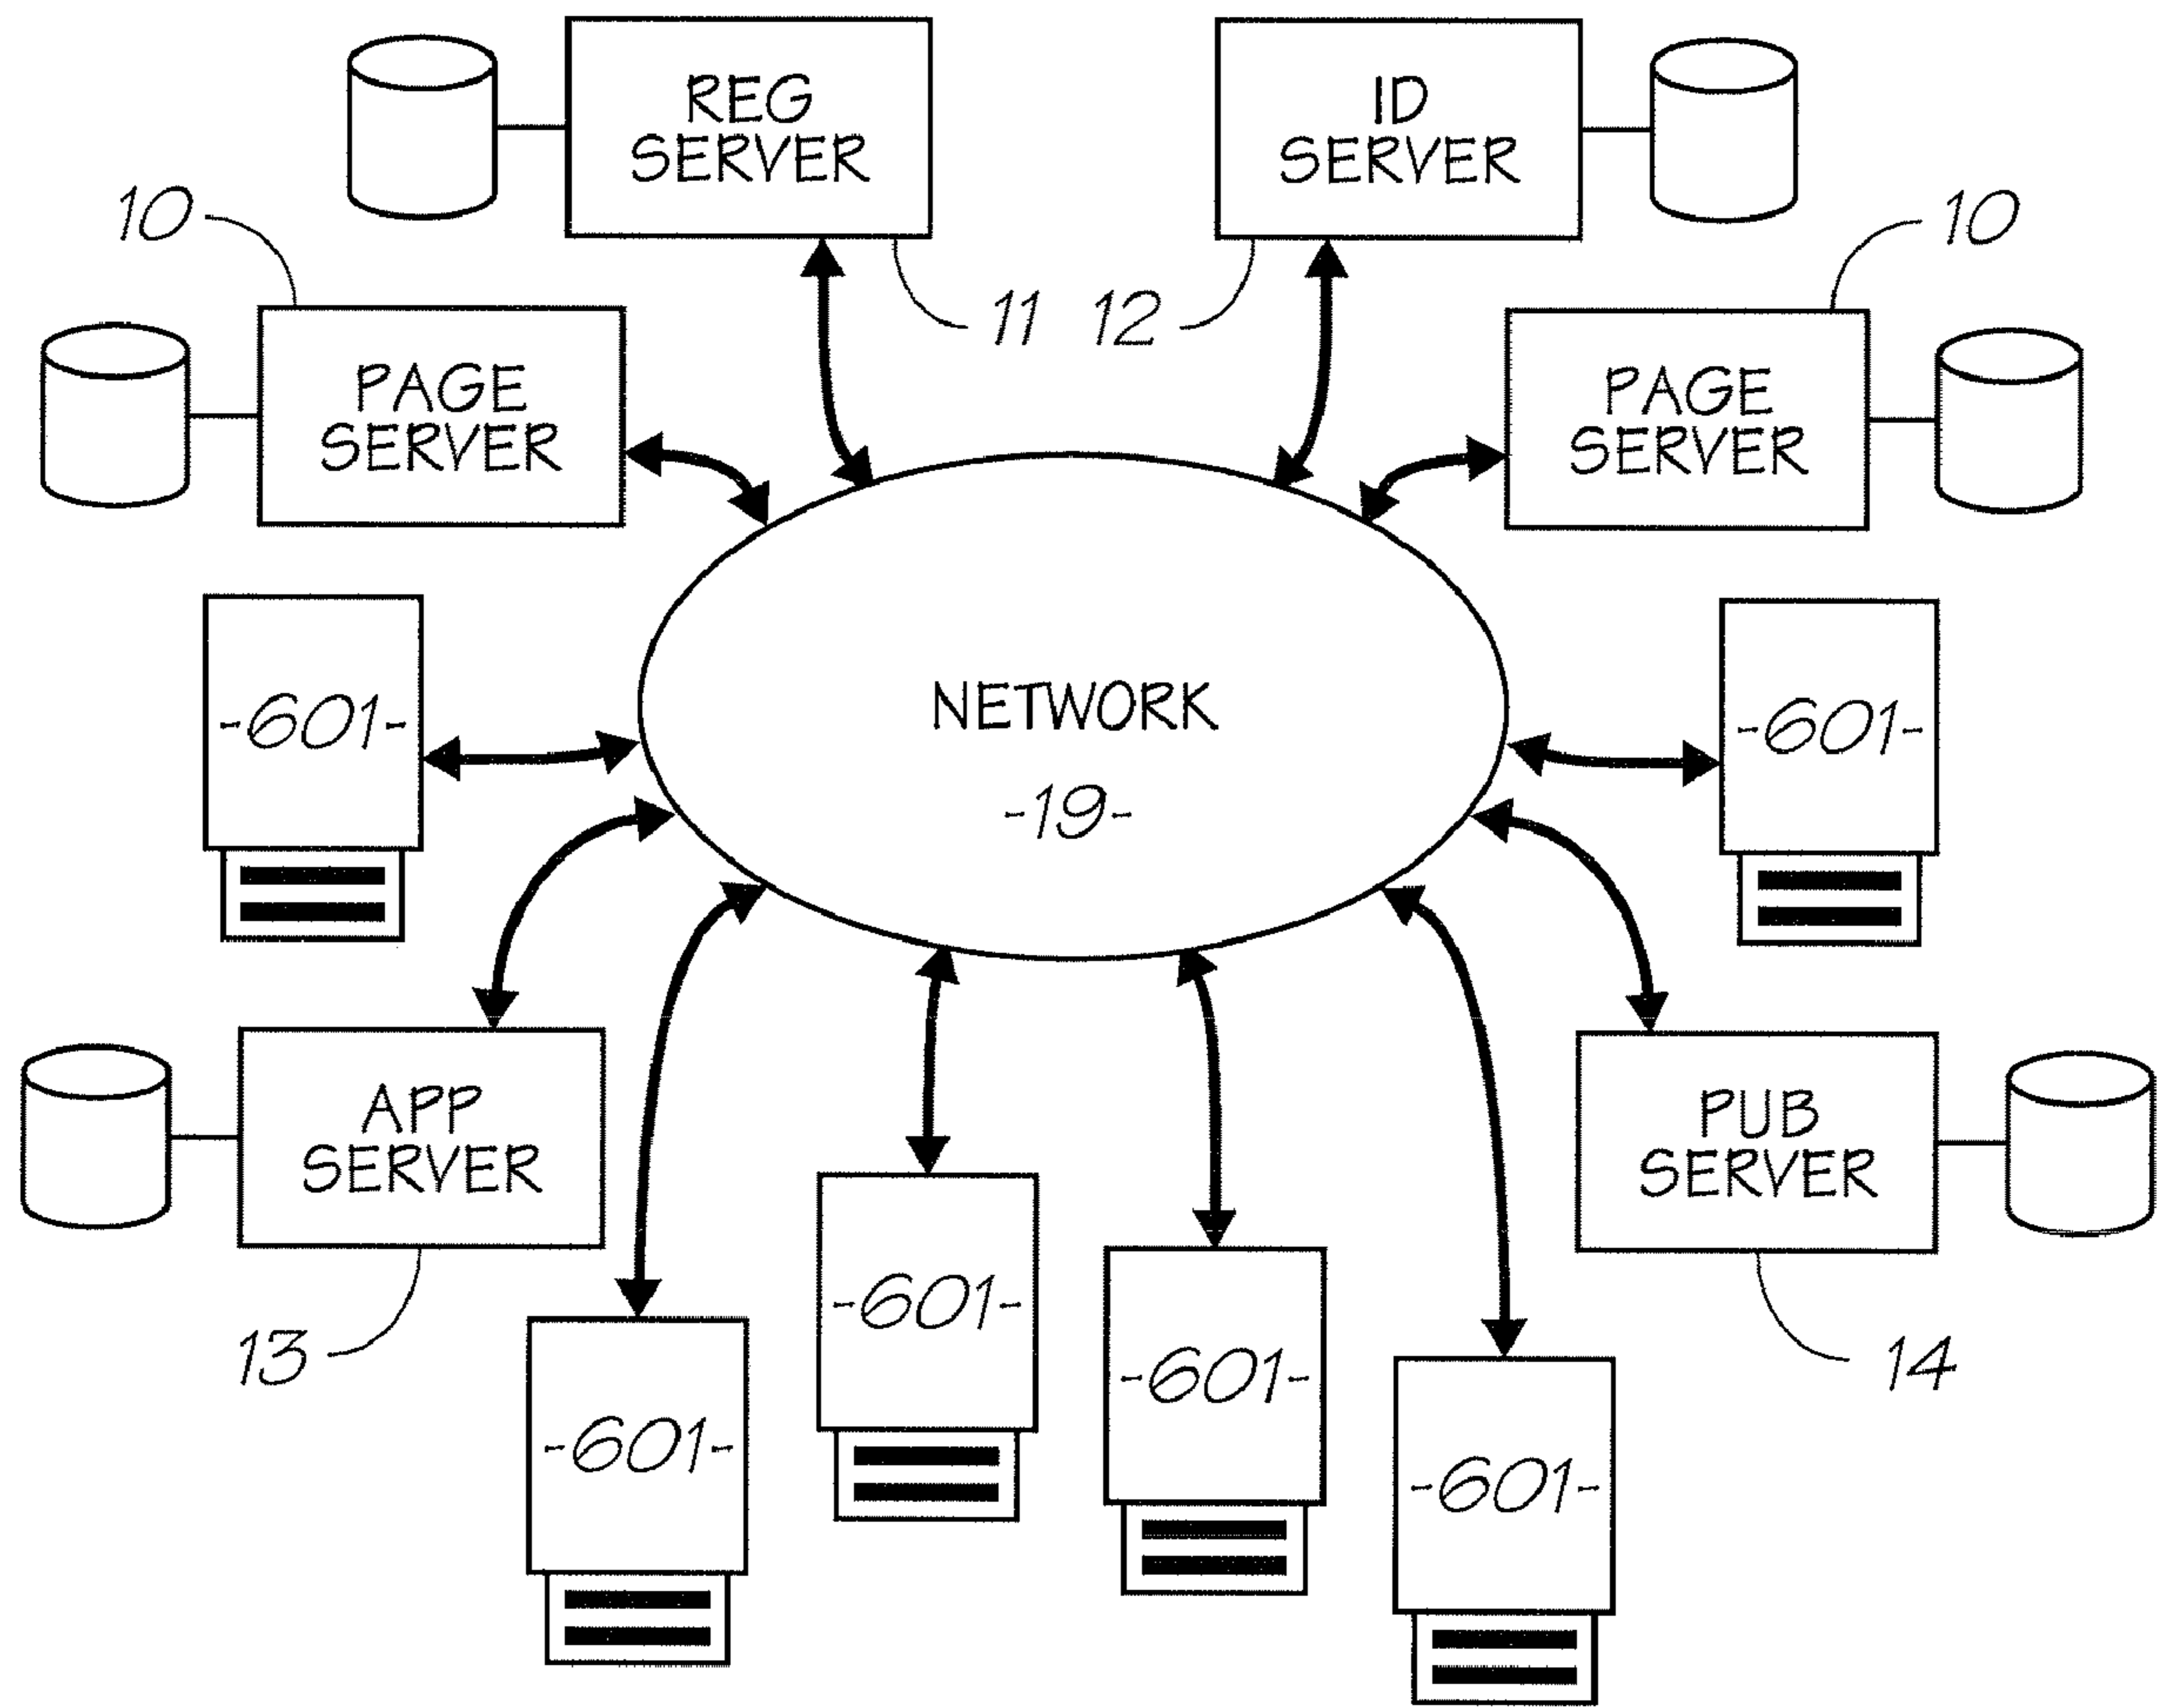 REG
SERVER
ID
SERVER
10
10
11
12
PAGE
SERVER
PAGE
SERVER
-601-
NETWORK
-19-
-601-
APP
SERVER
PUB
SERVER
13
-601-
-601-
-601-
-601-
14